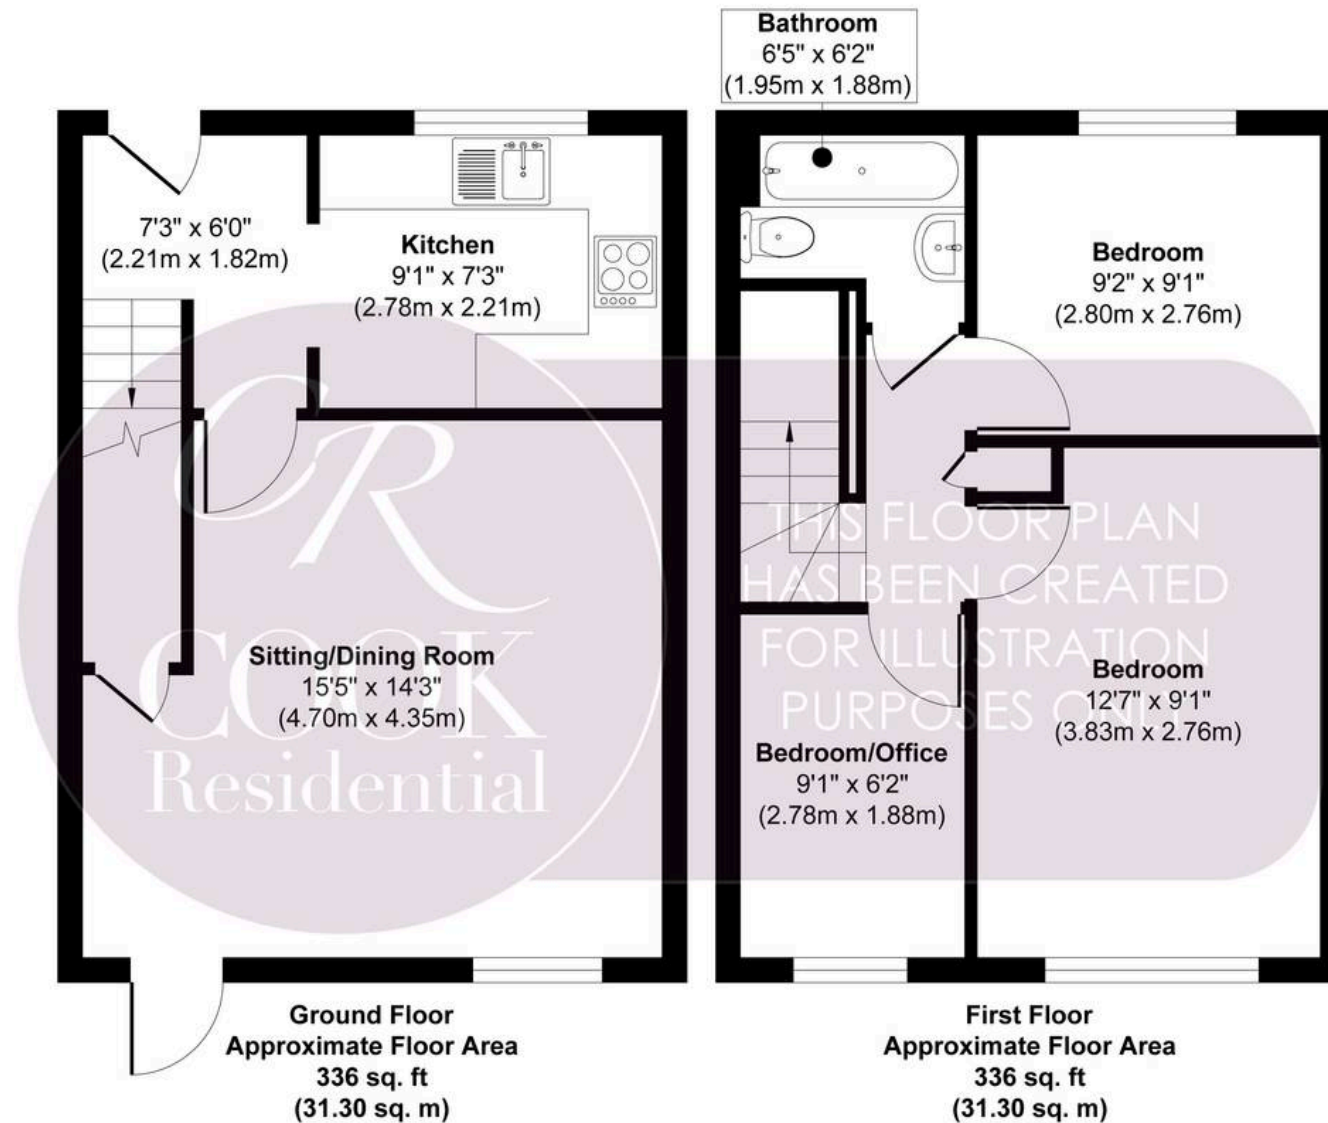 Bathroom
6'5" x 6'2"
(1.95m x 1.88m)
7'3" x 6'0"
(2.21m x 1.82m)
Kitchen
9'1" x 7'3"
(2.78m x 2.21m)
Sitting/Dining Room
15'5" x 14'3"
(4.70m x 4.35m)
CR
COOK
Residential
Ground Floor
Approximate Floor Area
336 sq. ft
(31.30 sq. m)
Bedroom
9'2" x 9'1"
(2.80m x 2.76m)
THIS FLOOR PLAN
HAS BEEN CREATED
FOR ILLUSTRATION
PURPOSES ONLY
Bedroom
12'7" x 9'1"
(3.83m x 2.76m)
Bedroom/Office
9'1" x 6'2"
(2.78m x 1.88m)
First Floor
Approximate Floor Area
336 sq. ft
(31.30 sq. m)